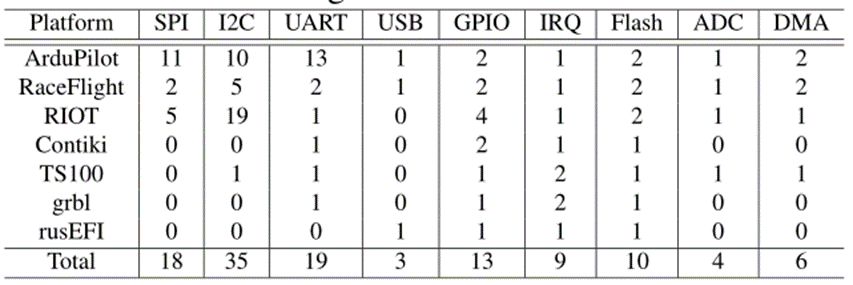 Platform SPI I2C UART USB GPIO IRQ Flash ADC DMA
ArduPilot 11 10 13 1 2 1 2 1 2
RaceFlight 2 5 2 1 2 1 2 1 2
RIOT 5 19 1 0 4 1 2 1 1
Contiki 0 0 1 0 2 1 1 0 0
TS100 0 1 1 0 1 2 1 1 1
grbl 0 0 1 0 1 2 1 0 0
rusEFI 0 0 0 1 1 1 1 0 0
Total 18 35 19 3 13 9 10 4 6